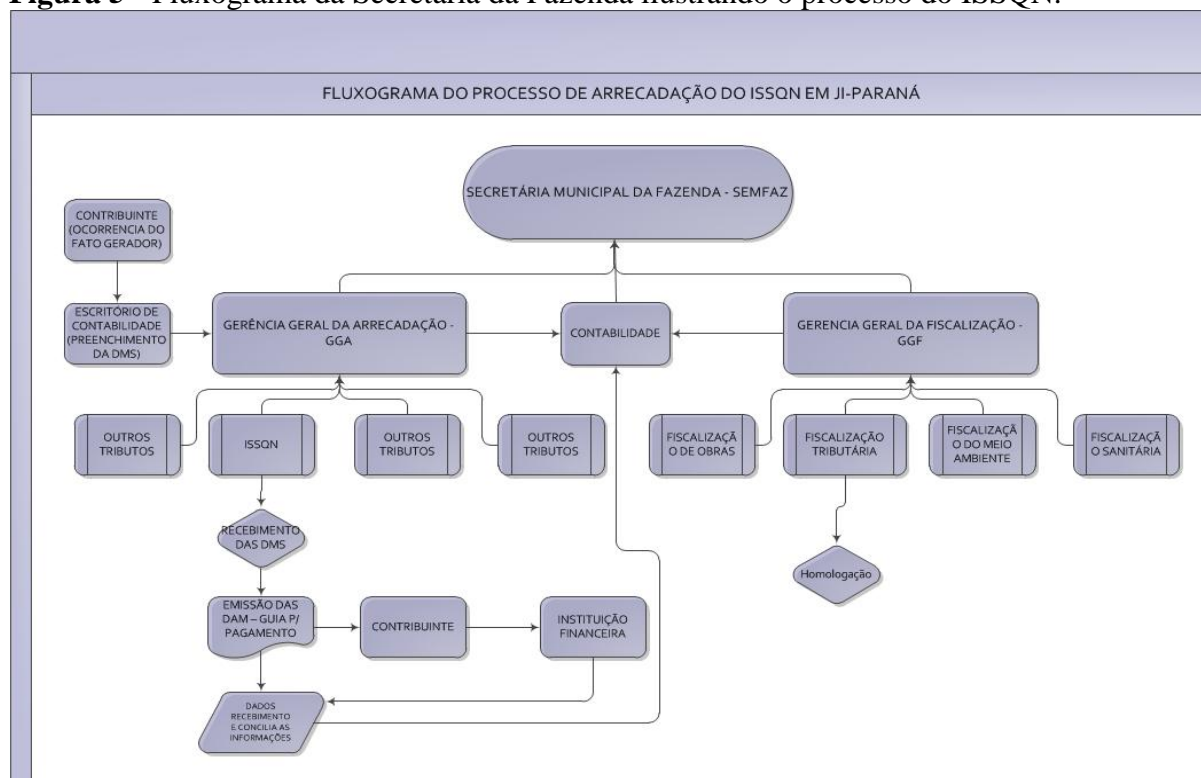 Figura 3 - Fluxograma da Secretaria da Fazenda ilustrando o processo do ISSQN.
FLUXOGRAMA DO PROCESSO DE ARRECADAÇÃO DO ISSQN EM JI-PARANÁ
SECRETÁRIA MUNICIPAL DA FAZENDA - SEMFAZ
CONTRIBUINTE
(OCORRENCIA DO
FATO GERADOR)
ESCRITÓRIO DE
CONTABILIDADE
(PREENCHIMENTO
DA DMS)
GERÊNCIA GERAL DA ARRECADAÇÃO -
GGA
CONTABILIDADE
GERENCIA GERAL DA FISCALIZAÇÃO -
GGF
OUTROS
TRIBUTOS
ISSQN
OUTROS
TRIBUTOS
OUTROS
TRIBUTOS
FISCALIZAÇÃ
O DE OBRAS
FISCALIZAÇÃO
TRIBUTÁRIA
FISCALIZAÇÃ
O DO MEIO
AMBIENTE
FISCALIZAÇÃ
O SANITÁRIA
RECEBIMENTO
DAS DMS
Homologação
EMISSÃO DAS
DAM – GUIA P/
PAGAMENTO
CONTRIBUINTE
INSTITUIÇÃO
FINANCEIRA
DADOS
RECEBIMENTO
E CONCILIA AS
INFORMAÇÕES